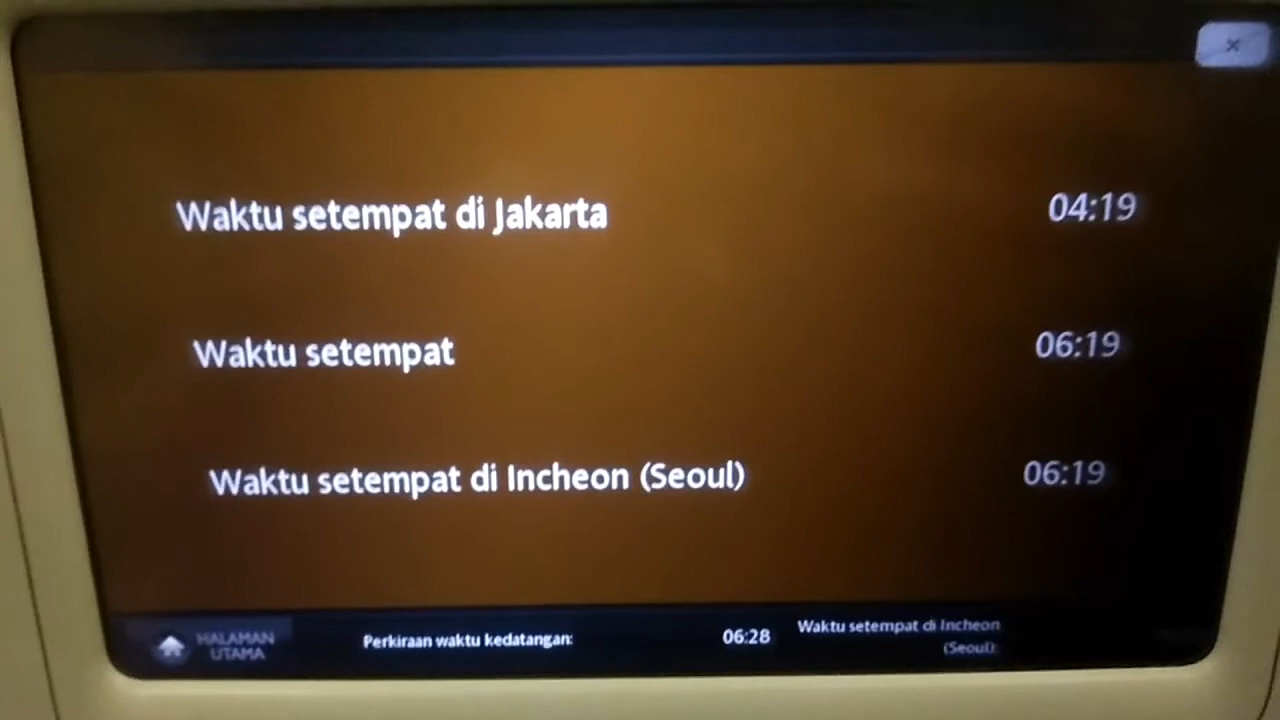 ×
Waktu setempat di Jakarta 04:19
Waktu setempat 06:19
Waktu setempat di Incheon (Seoul) 06:19
HALAMAN
UTAMA
Perkiraan waktu kedatangan: 06:28
Waktu setempat di Incheon
(Seoul):